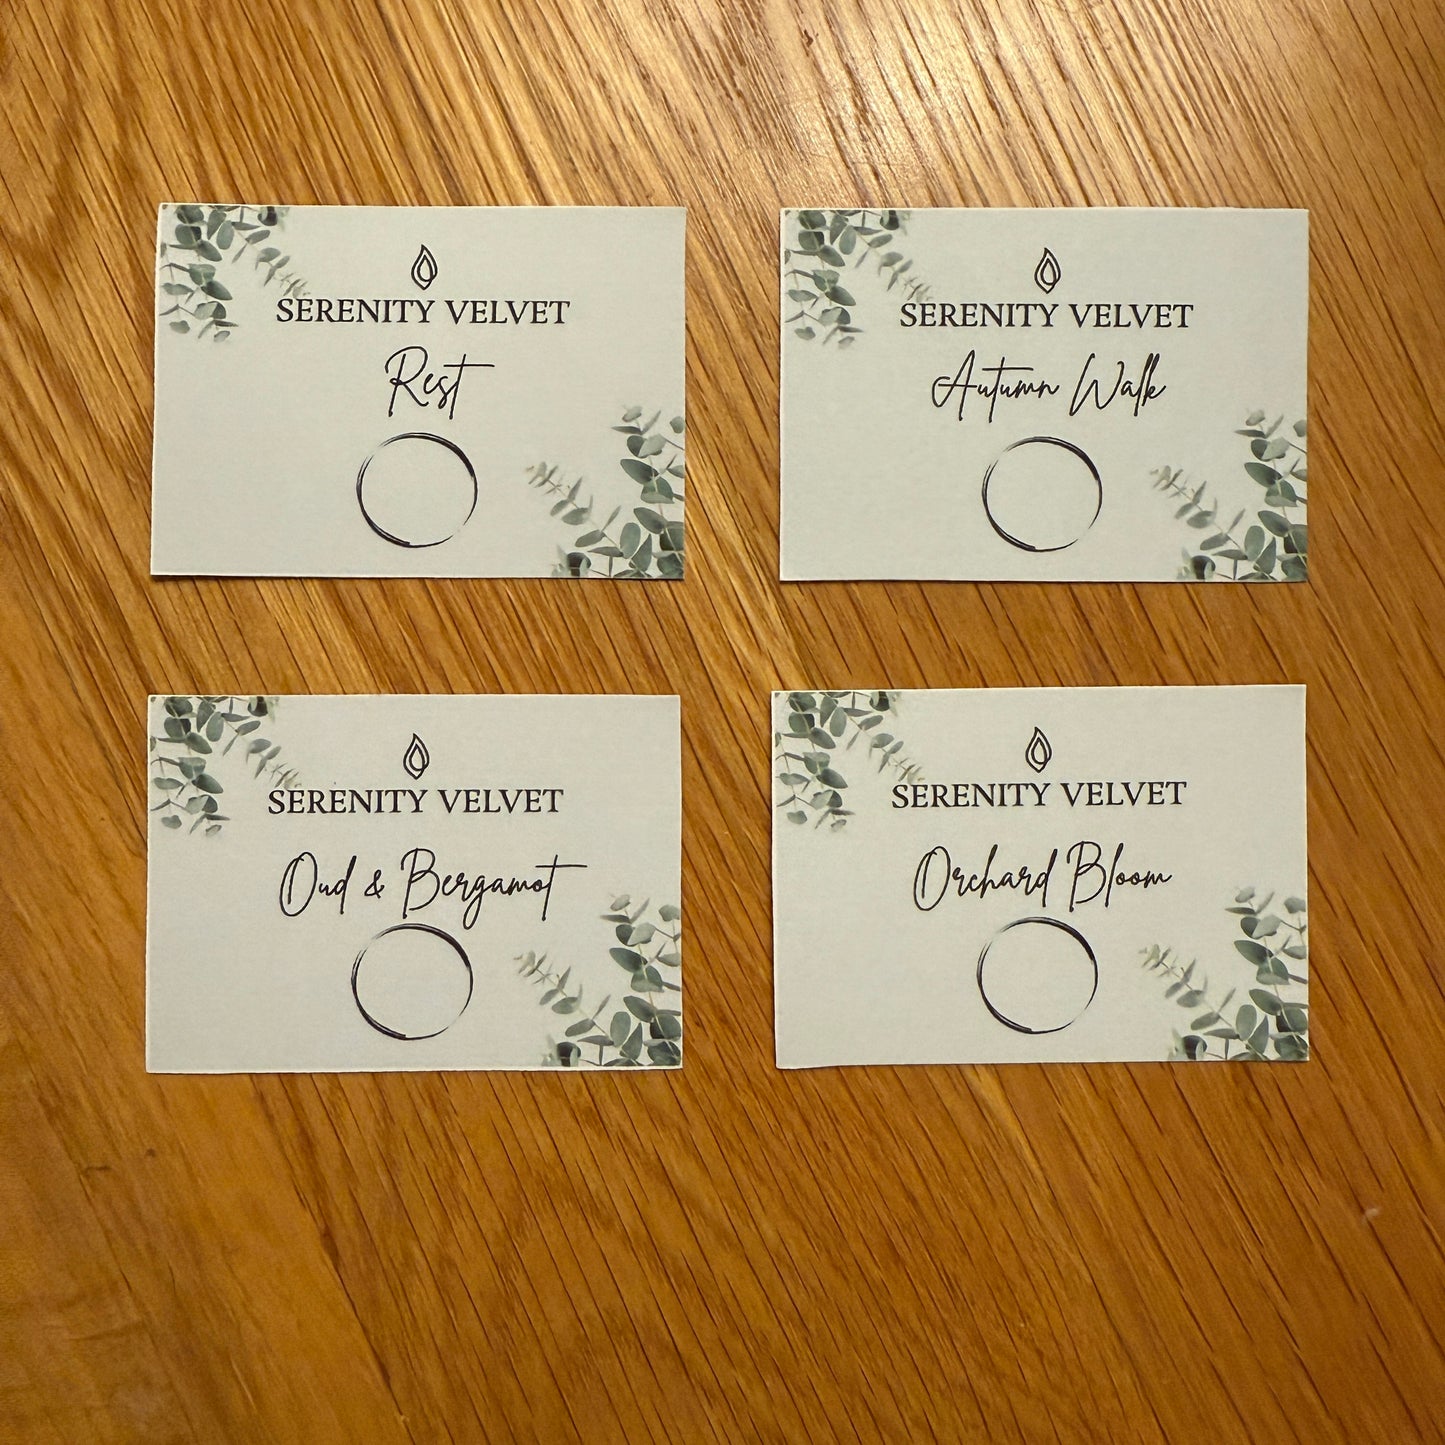 SERENITY VELVET
Rest
SERENITY VELVET
Autumn Walk
SERENITY VELVET
Oud & Bergamot
SERENITY VELVET
Orchard Bloom